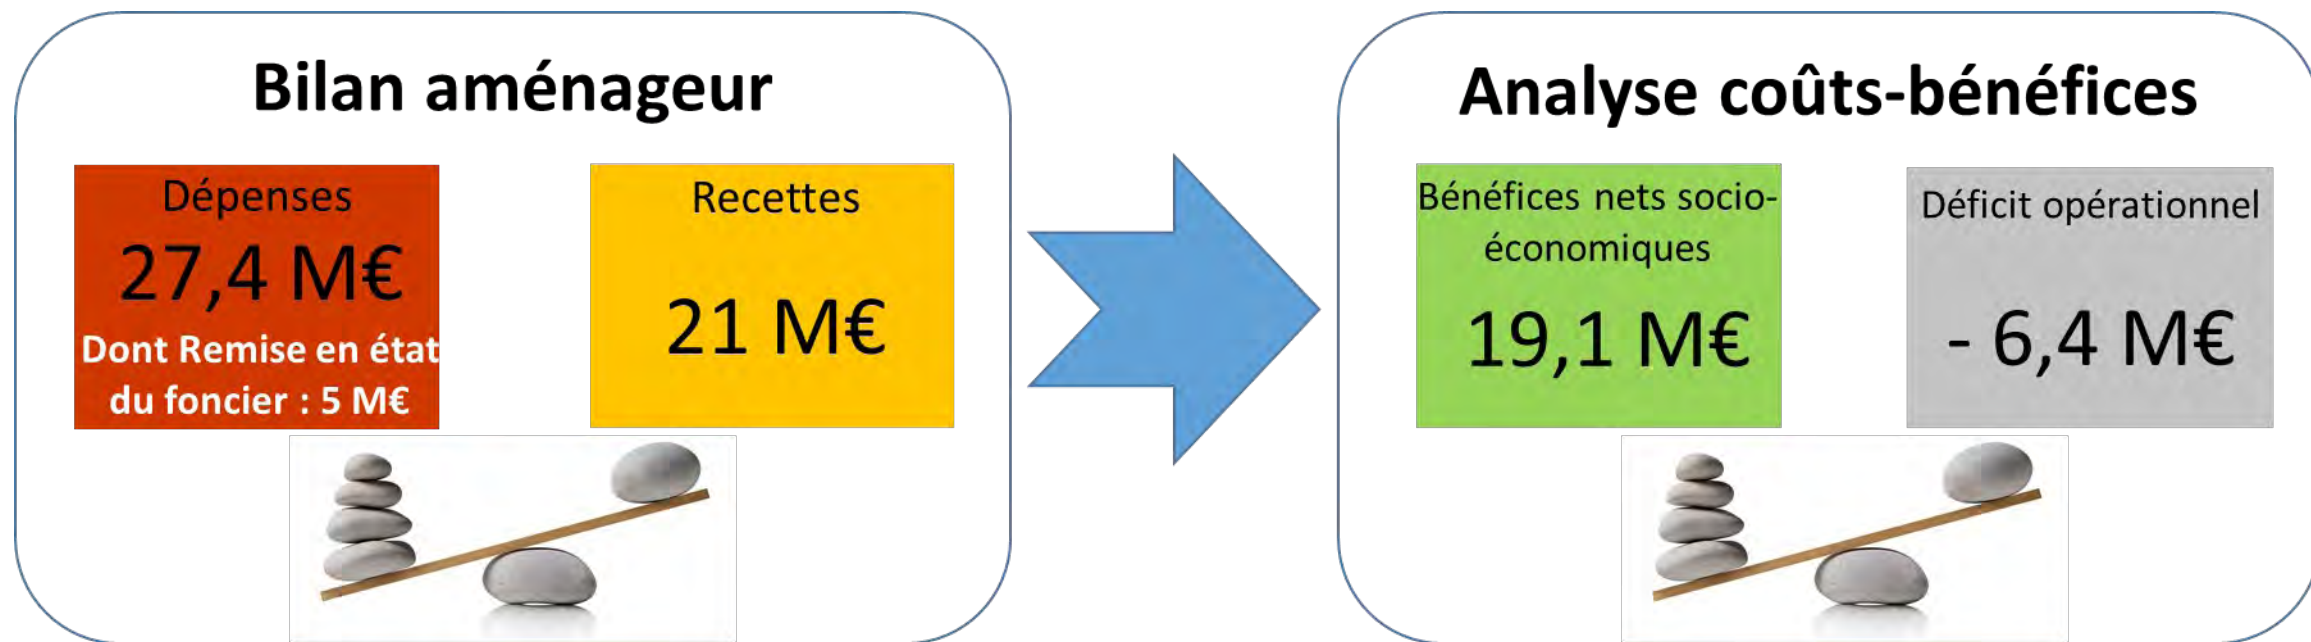 Bilan aménageur
Dépenses
27,4 M€
Dont Remise en état
du foncier : 5 M€
Recettes
21 M€
Analyse coûts-bénéfices
Bénéfices nets socio-
économiques
19,1 M€
Déficit opérationnel
- 6,4 M€